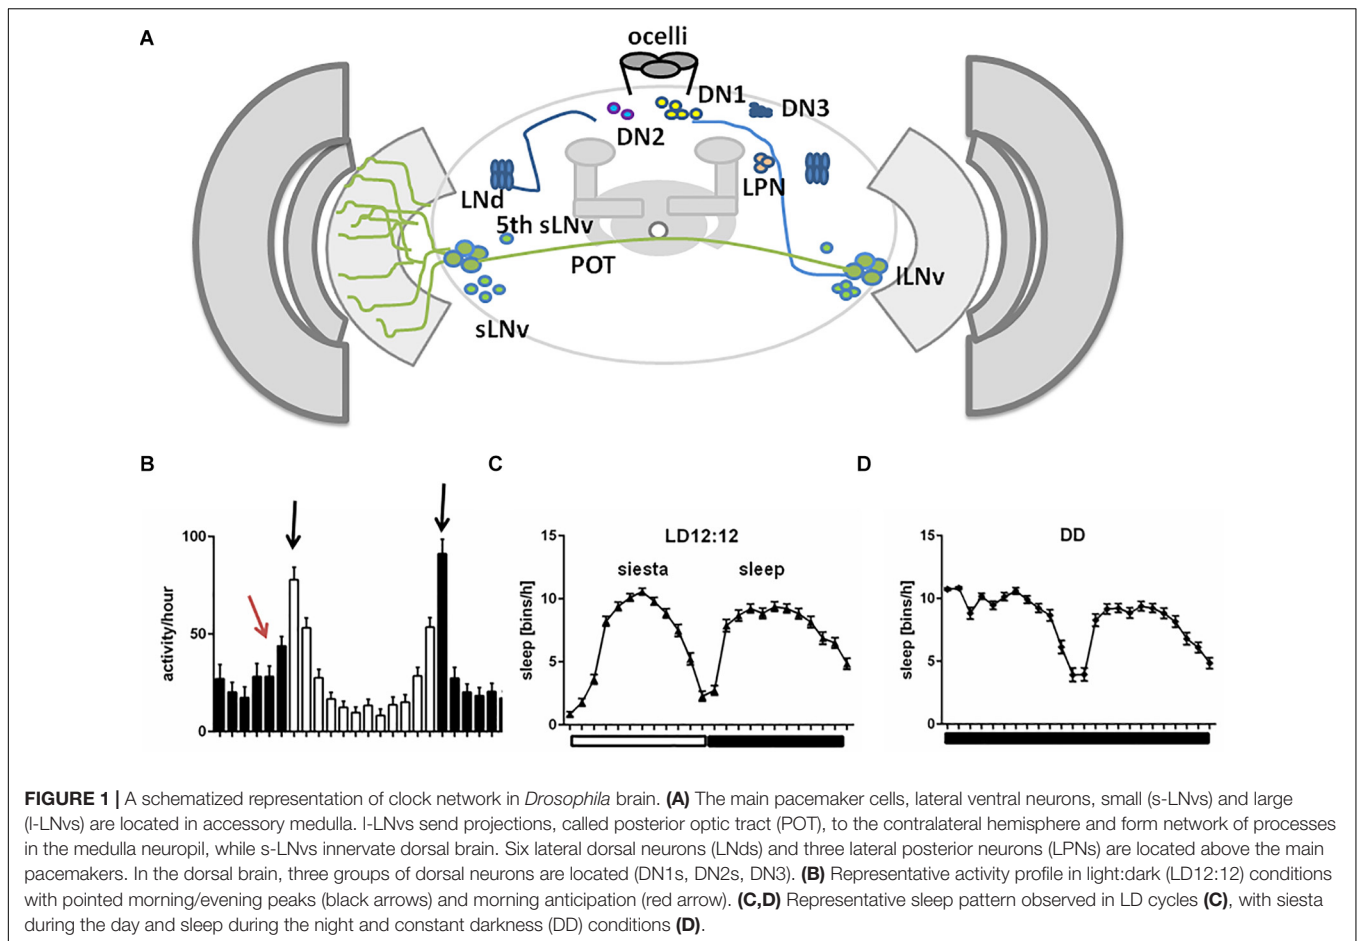 A
ocelli
DN1
DN3
DN2
LPN
LNd
5th sLNv
POT
lLNv
sLNv
B
C
D
100
50
0
activity/hour
15
10
5
0
sleep [bins/h]
LD12:12
siesta
sleep
15
10
5
0
sleep [bins/h]
DD
FIGURE 1 | A schematized representation of clock network in Drosophila brain. (A) The main pacemaker cells, lateral ventral neurons, small (s-LNvs) and large
(l-LNvs) are located in accessory medulla. l-LNvs send projections, called posterior optic tract (POT), to the contralateral hemisphere and form network of processes
in the medulla neuropil, while s-LNvs innervate dorsal brain. Six lateral dorsal neurons (LNds) and three lateral posterior neurons (LPNs) are located above the main
pacemakers. In the dorsal brain, three groups of dorsal neurons are located (DN1s, DN2s, DN3). (B) Representative activity profile in light:dark (LD12:12) conditions
with pointed morning/evening peaks (black arrows) and morning anticipation (red arrow). (C,D) Representative sleep pattern observed in LD cycles (C), with siesta
during the day and sleep during the night and constant darkness (DD) conditions (D).